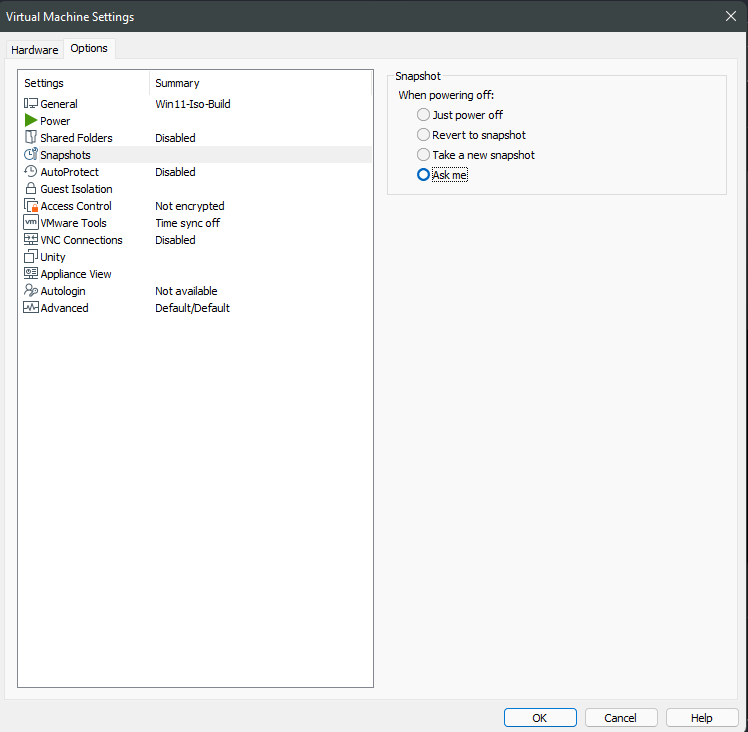 Virtual Machine Settings
Hardware Options
Settings Summary
General Win11-Iso-Build
Power
Shared Folders Disabled
Snapshots
AutoProtect Disabled
Guest Isolation
Access Control Not encrypted
vm VMware Tools Time sync off
VNC Connections Disabled
Unity
Appliance View
Autologin Not available
Advanced Default/Default
Snapshot
When powering off:
Just power off
Revert to snapshot
Take a new snapshot
Ask me
OK Cancel Help